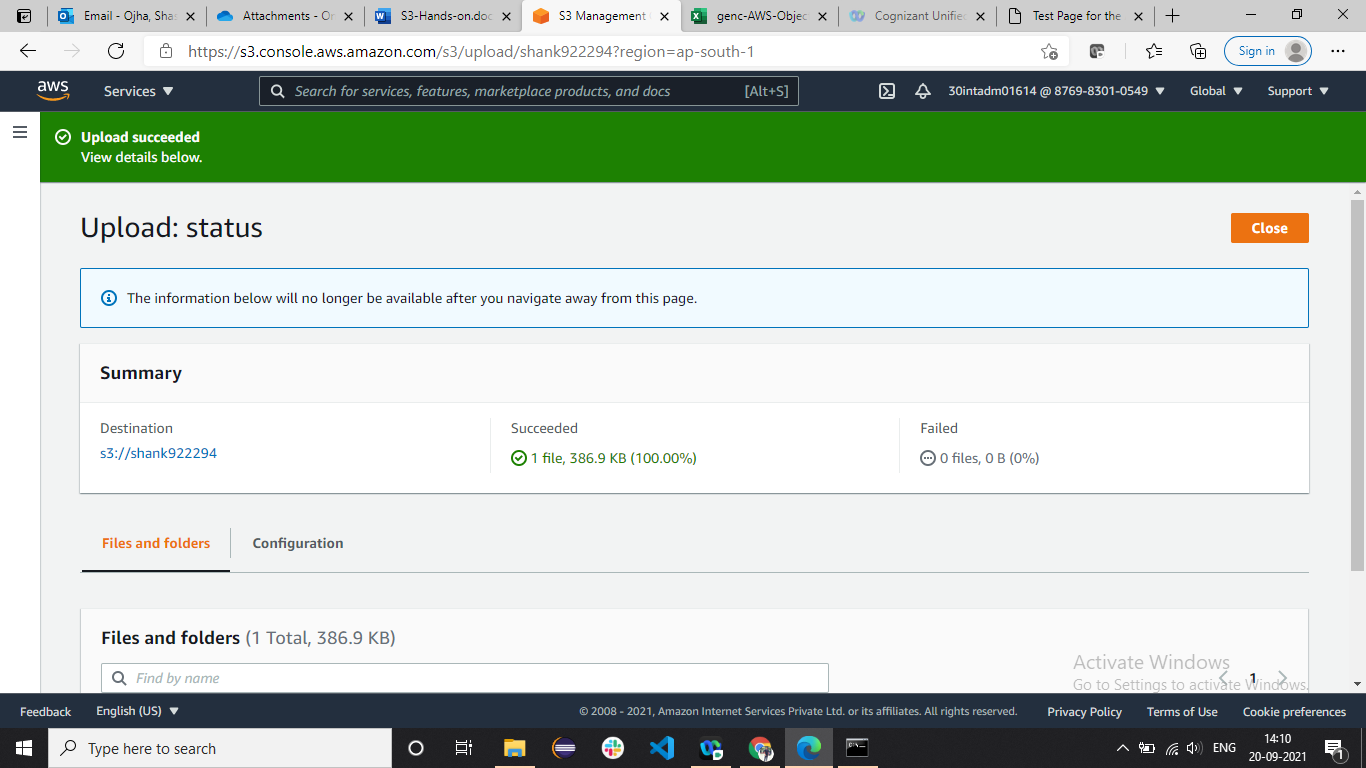 Email - Ojha, Sha
Attachments - On
S3-Hands-on.doc
S3 Management
genc-AWS-Objec
Cognizant Unifie
Test Page for the
https://s3.console.aws.amazon.com/s3/upload/shank922294?region=ap-south-1
Sign in
aws
Services
Search for services, features, marketplace products, and docs
[Alt+S]
30intadm01614 @ 8769-8301-0549
Global
Support
Upload succeeded
View details below.
Upload: status
Close
The information below will no longer be available after you navigate away from this page.
Summary
Destination
s3://shank922294
Succeeded
1 file, 386.9 KB (100.00%)
Failed
0 files, 0 B (0%)
Files and folders
Configuration
Files and folders (1 Total, 386.9 KB)
Find by name
1
Activate Windows
Go to Settings to activate Windows.
Feedback
English (US)
© 2008 - 2021, Amazon Internet Services Private Ltd. or its affiliates. All rights reserved.
Privacy Policy
Terms of Use
Cookie preferences
Type here to search
ENG
14:10
20-09-2021
1